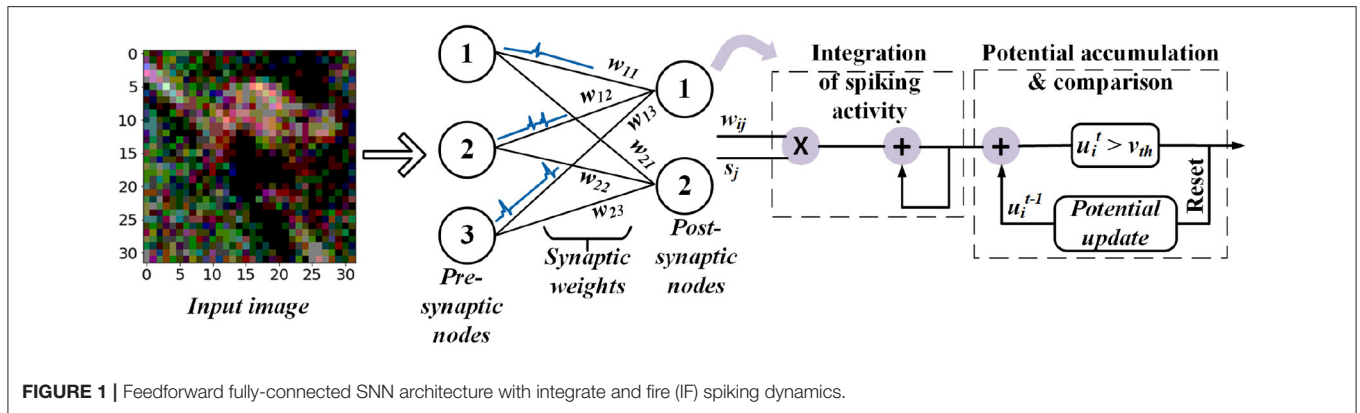 0
5
10
15
20
25
30
0 5 10 15 20 25 30
Input image
1
2
3
Pre-
synaptic
nodes
w11
w12
w13
w21
w22
w23
Synaptic
weights
1
2
Post-
synaptic
nodes
Integration
of spiking
activity
wij
sj
X
+
Potential accumulation
& comparison
+
u_i^t > v_th
u_i^t-1
Potential
update
Reset
FIGURE 1 | Feedforward fully-connected SNN architecture with integrate and fire (IF) spiking dynamics.